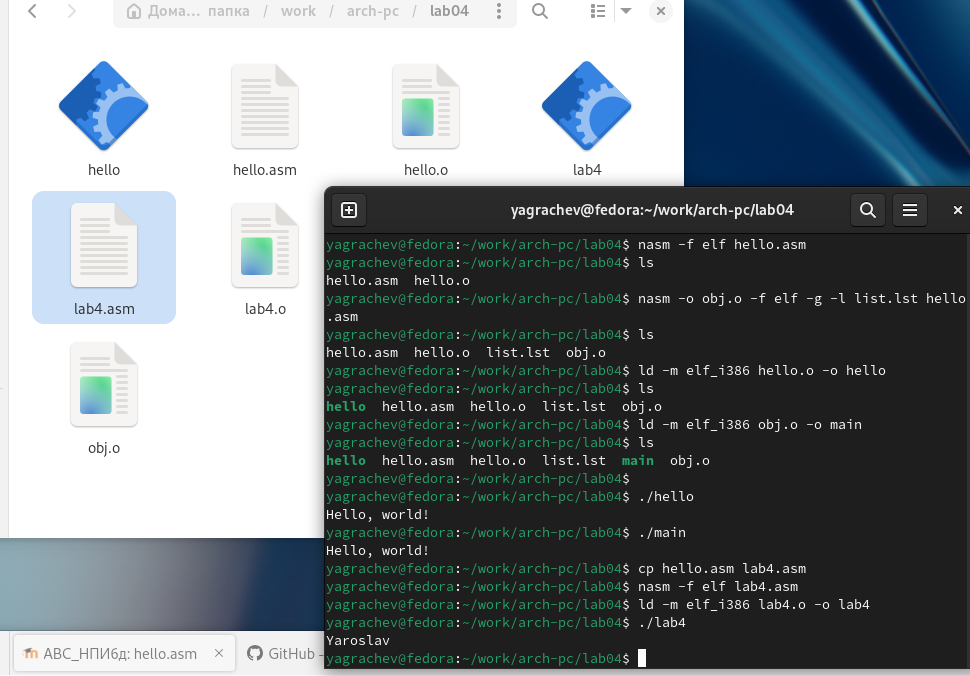 Дома… папка / work / arch-pc / lab04
hello hello.asm hello.o lab4
lab4.asm lab4.o
obj.o
yagrachev@fedora:~/work/arch-pc/lab04
yagrachev@fedora:~/work/arch-pc/lab04$ nasm -f elf hello.asm
yagrachev@fedora:~/work/arch-pc/lab04$ ls
hello.asm  hello.o
yagrachev@fedora:~/work/arch-pc/lab04$ nasm -o obj.o -f elf -g -l list.lst hello
.asm
yagrachev@fedora:~/work/arch-pc/lab04$ ls
hello.asm  hello.o  list.lst  obj.o
yagrachev@fedora:~/work/arch-pc/lab04$ ld -m elf_i386 hello.o -o hello
yagrachev@fedora:~/work/arch-pc/lab04$ ls
hello  hello.asm  hello.o  list.lst  obj.o
yagrachev@fedora:~/work/arch-pc/lab04$ ld -m elf_i386 obj.o -o main
yagrachev@fedora:~/work/arch-pc/lab04$ ls
hello  hello.asm  hello.o  list.lst  main  obj.o
yagrachev@fedora:~/work/arch-pc/lab04$
yagrachev@fedora:~/work/arch-pc/lab04$ ./hello
Hello, world!
yagrachev@fedora:~/work/arch-pc/lab04$ ./main
Hello, world!
yagrachev@fedora:~/work/arch-pc/lab04$ cp hello.asm lab4.asm
yagrachev@fedora:~/work/arch-pc/lab04$ nasm -f elf lab4.asm
yagrachev@fedora:~/work/arch-pc/lab04$ ld -m elf_i386 lab4.o -o lab4
yagrachev@fedora:~/work/arch-pc/lab04$ ./lab4
Yaroslav
yagrachev@fedora:~/work/arch-pc/lab04$
АВС_НПИбд: hello.asm GitHub –